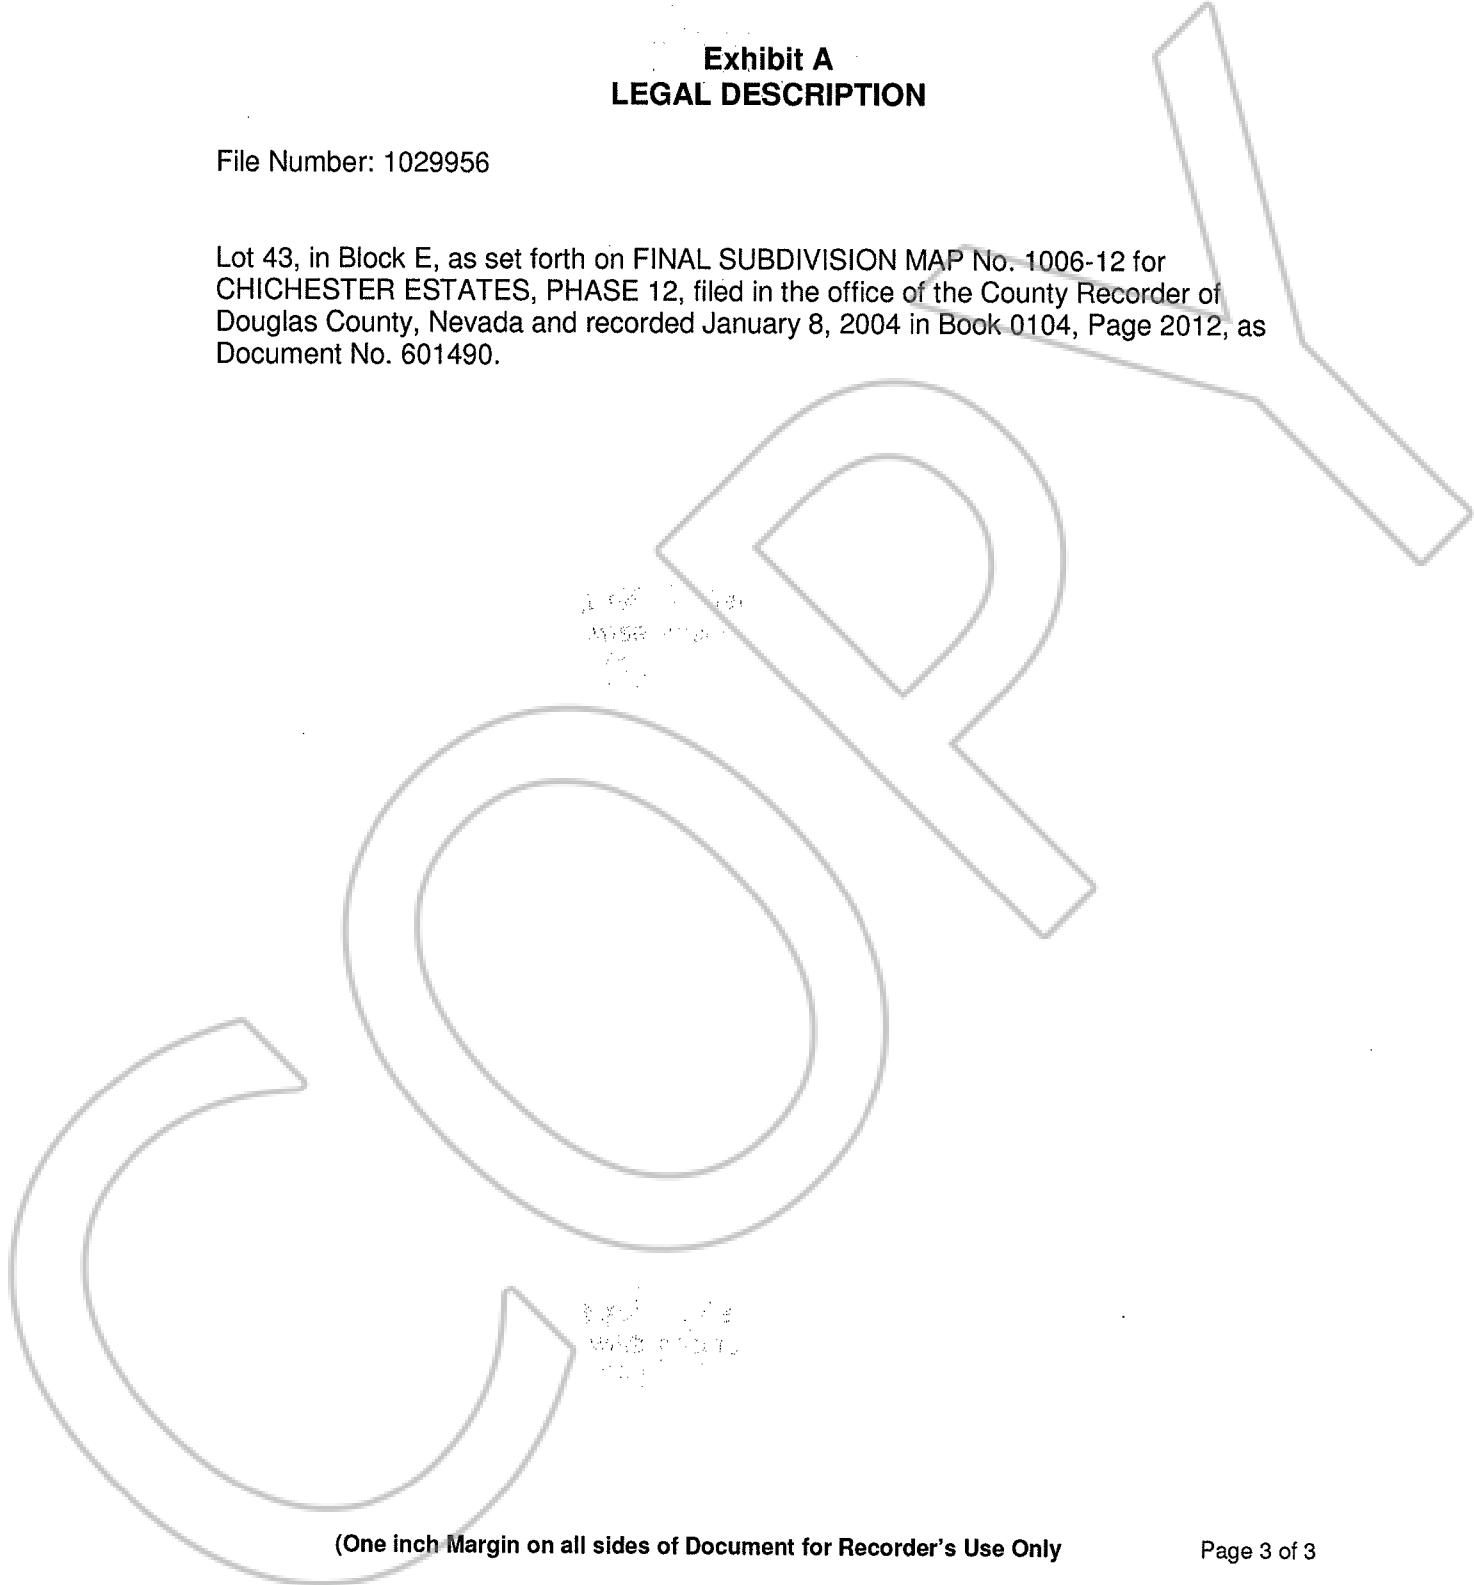 Exhibit A
LEGAL DESCRIPTION
File Number: 1029956
Lot 43, in Block E, as set forth on FINAL SUBDIVISION MAP No. 1006-12 for
CHICHESTER ESTATES, PHASE 12, filed in the office of the County Recorder of
Douglas County, Nevada and recorded January 8, 2004 in Book 0104, Page 2012, as
Document No. 601490.
COPY
(One inch Margin on all sides of Document for Recorder's Use Only
Page 3 of 3